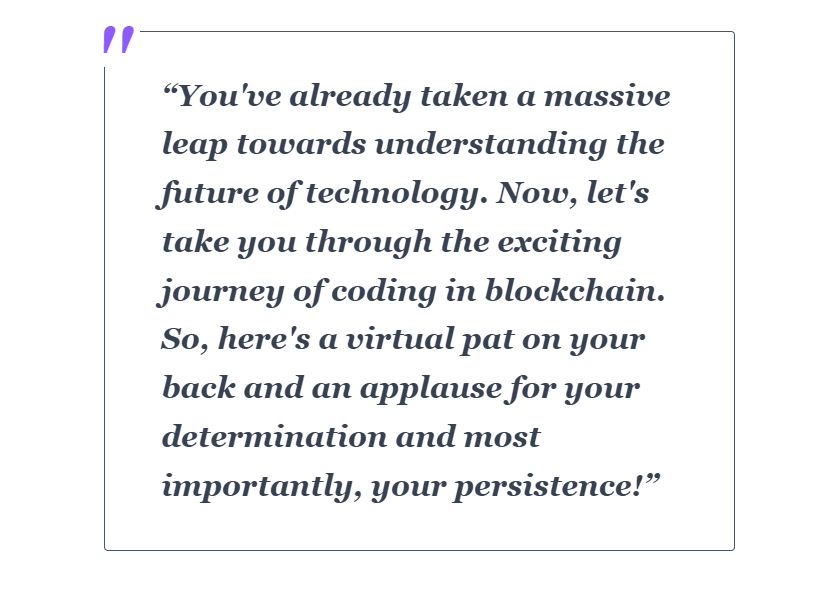 "
“You've already taken a massive
leap towards understanding the
future of technology. Now, let's
take you through the exciting
journey of coding in blockchain.
So, here's a virtual pat on your
back and an applause for your
determination and most
importantly, your persistence!”